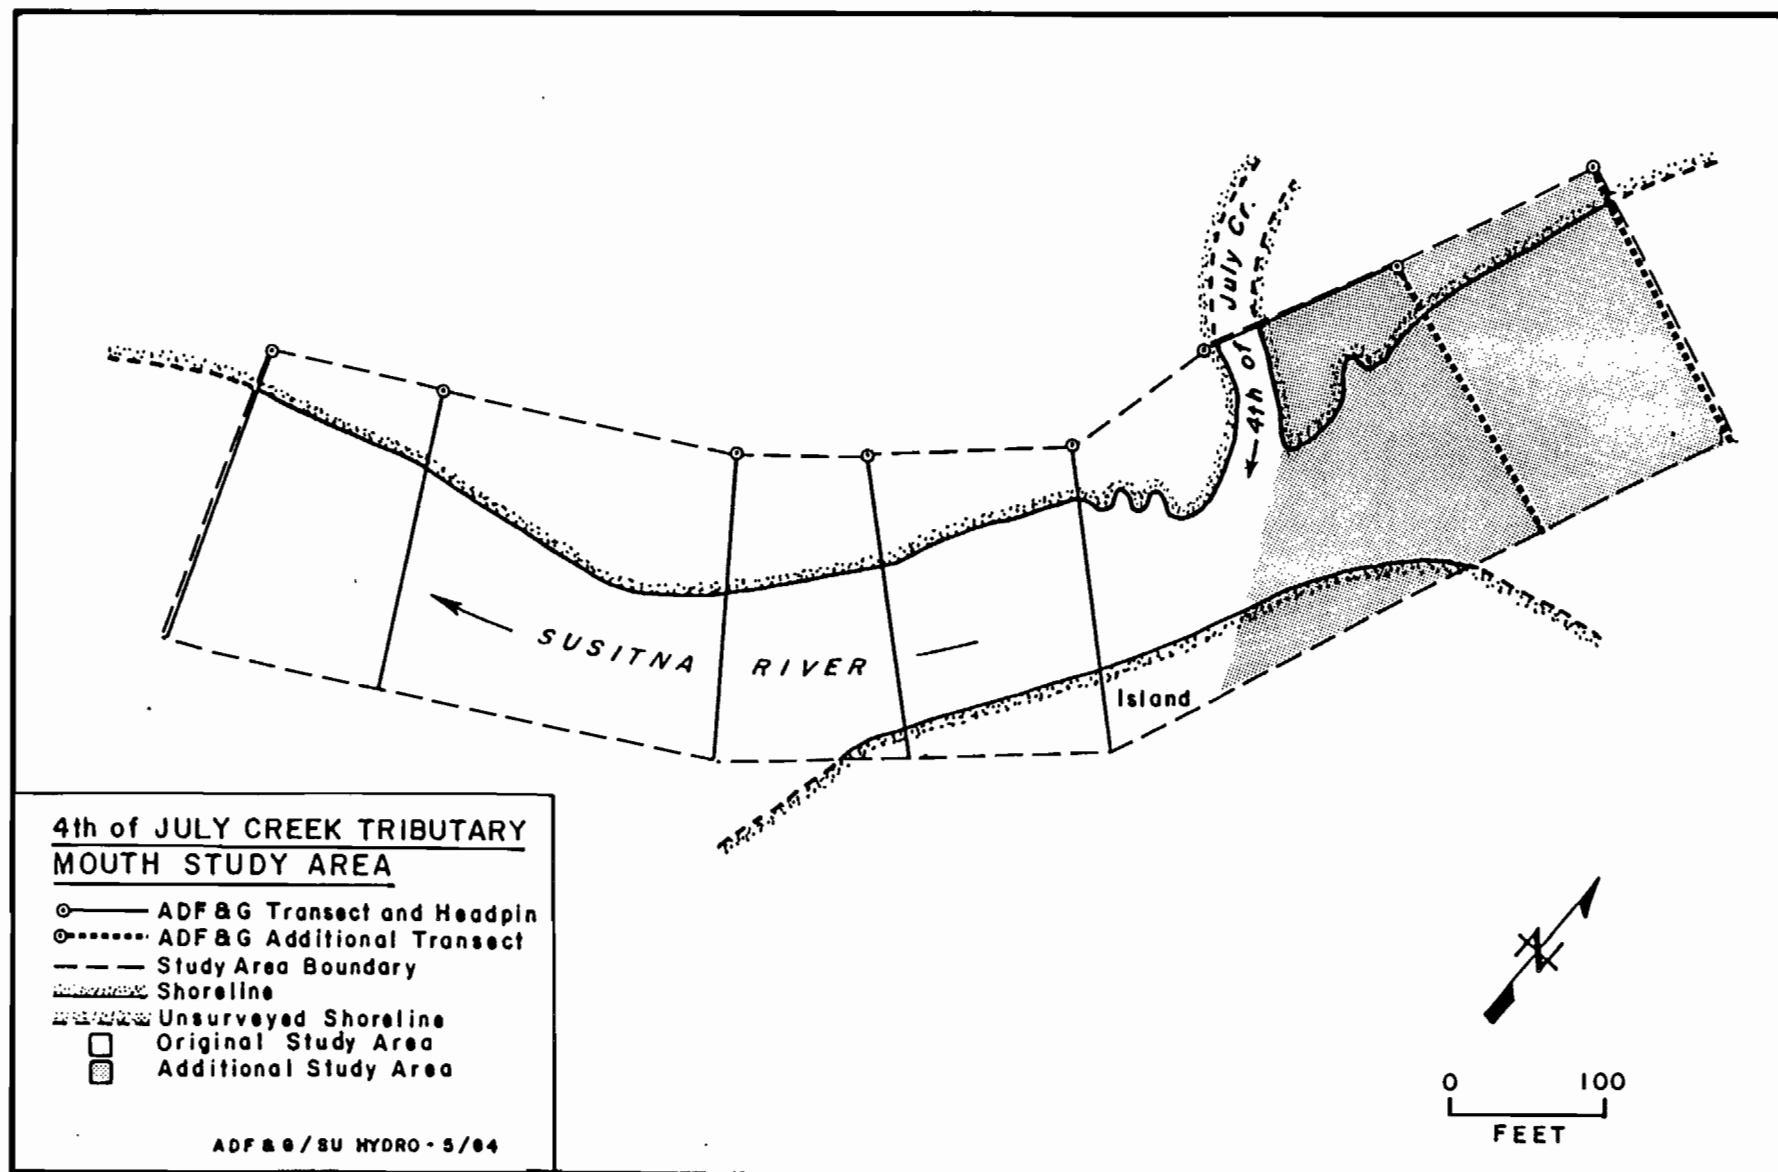 4th of July Cr.
SUSITNA RIVER
Island
4th of JULY CREEK TRIBUTARY
MOUTH STUDY AREA
ADF&G Transect and Headpin
ADF&G Additional Transect
Study Area Boundary
Shoreline
Unsurveyed Shoreline
Original Study Area
Additional Study Area
ADF&G/SU HYDRO - 5/84
N
0 100
FEET